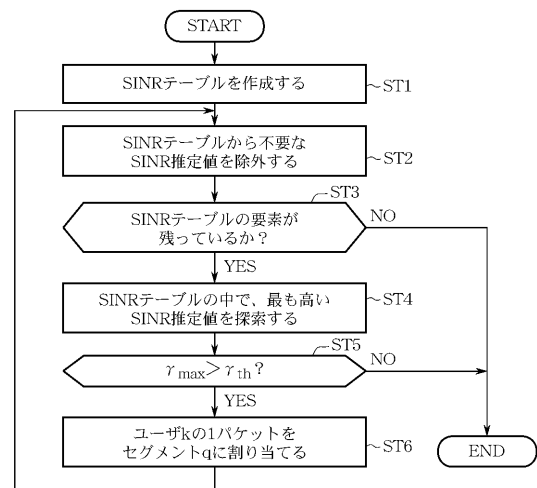 START
SINRテーブルを作成する
ST1
SINRテーブルから不要な
SINR推定値を除外する
ST2
ST3
SINRテーブルの要素が
残っているか？
NO
YES
SINRテーブルの中で、最も高い
SINR推定値を探索する
ST4
ST5
γmax＞γth？
NO
YES
ユーザkの1パケットを
セグメントqに割り当てる
ST6
END